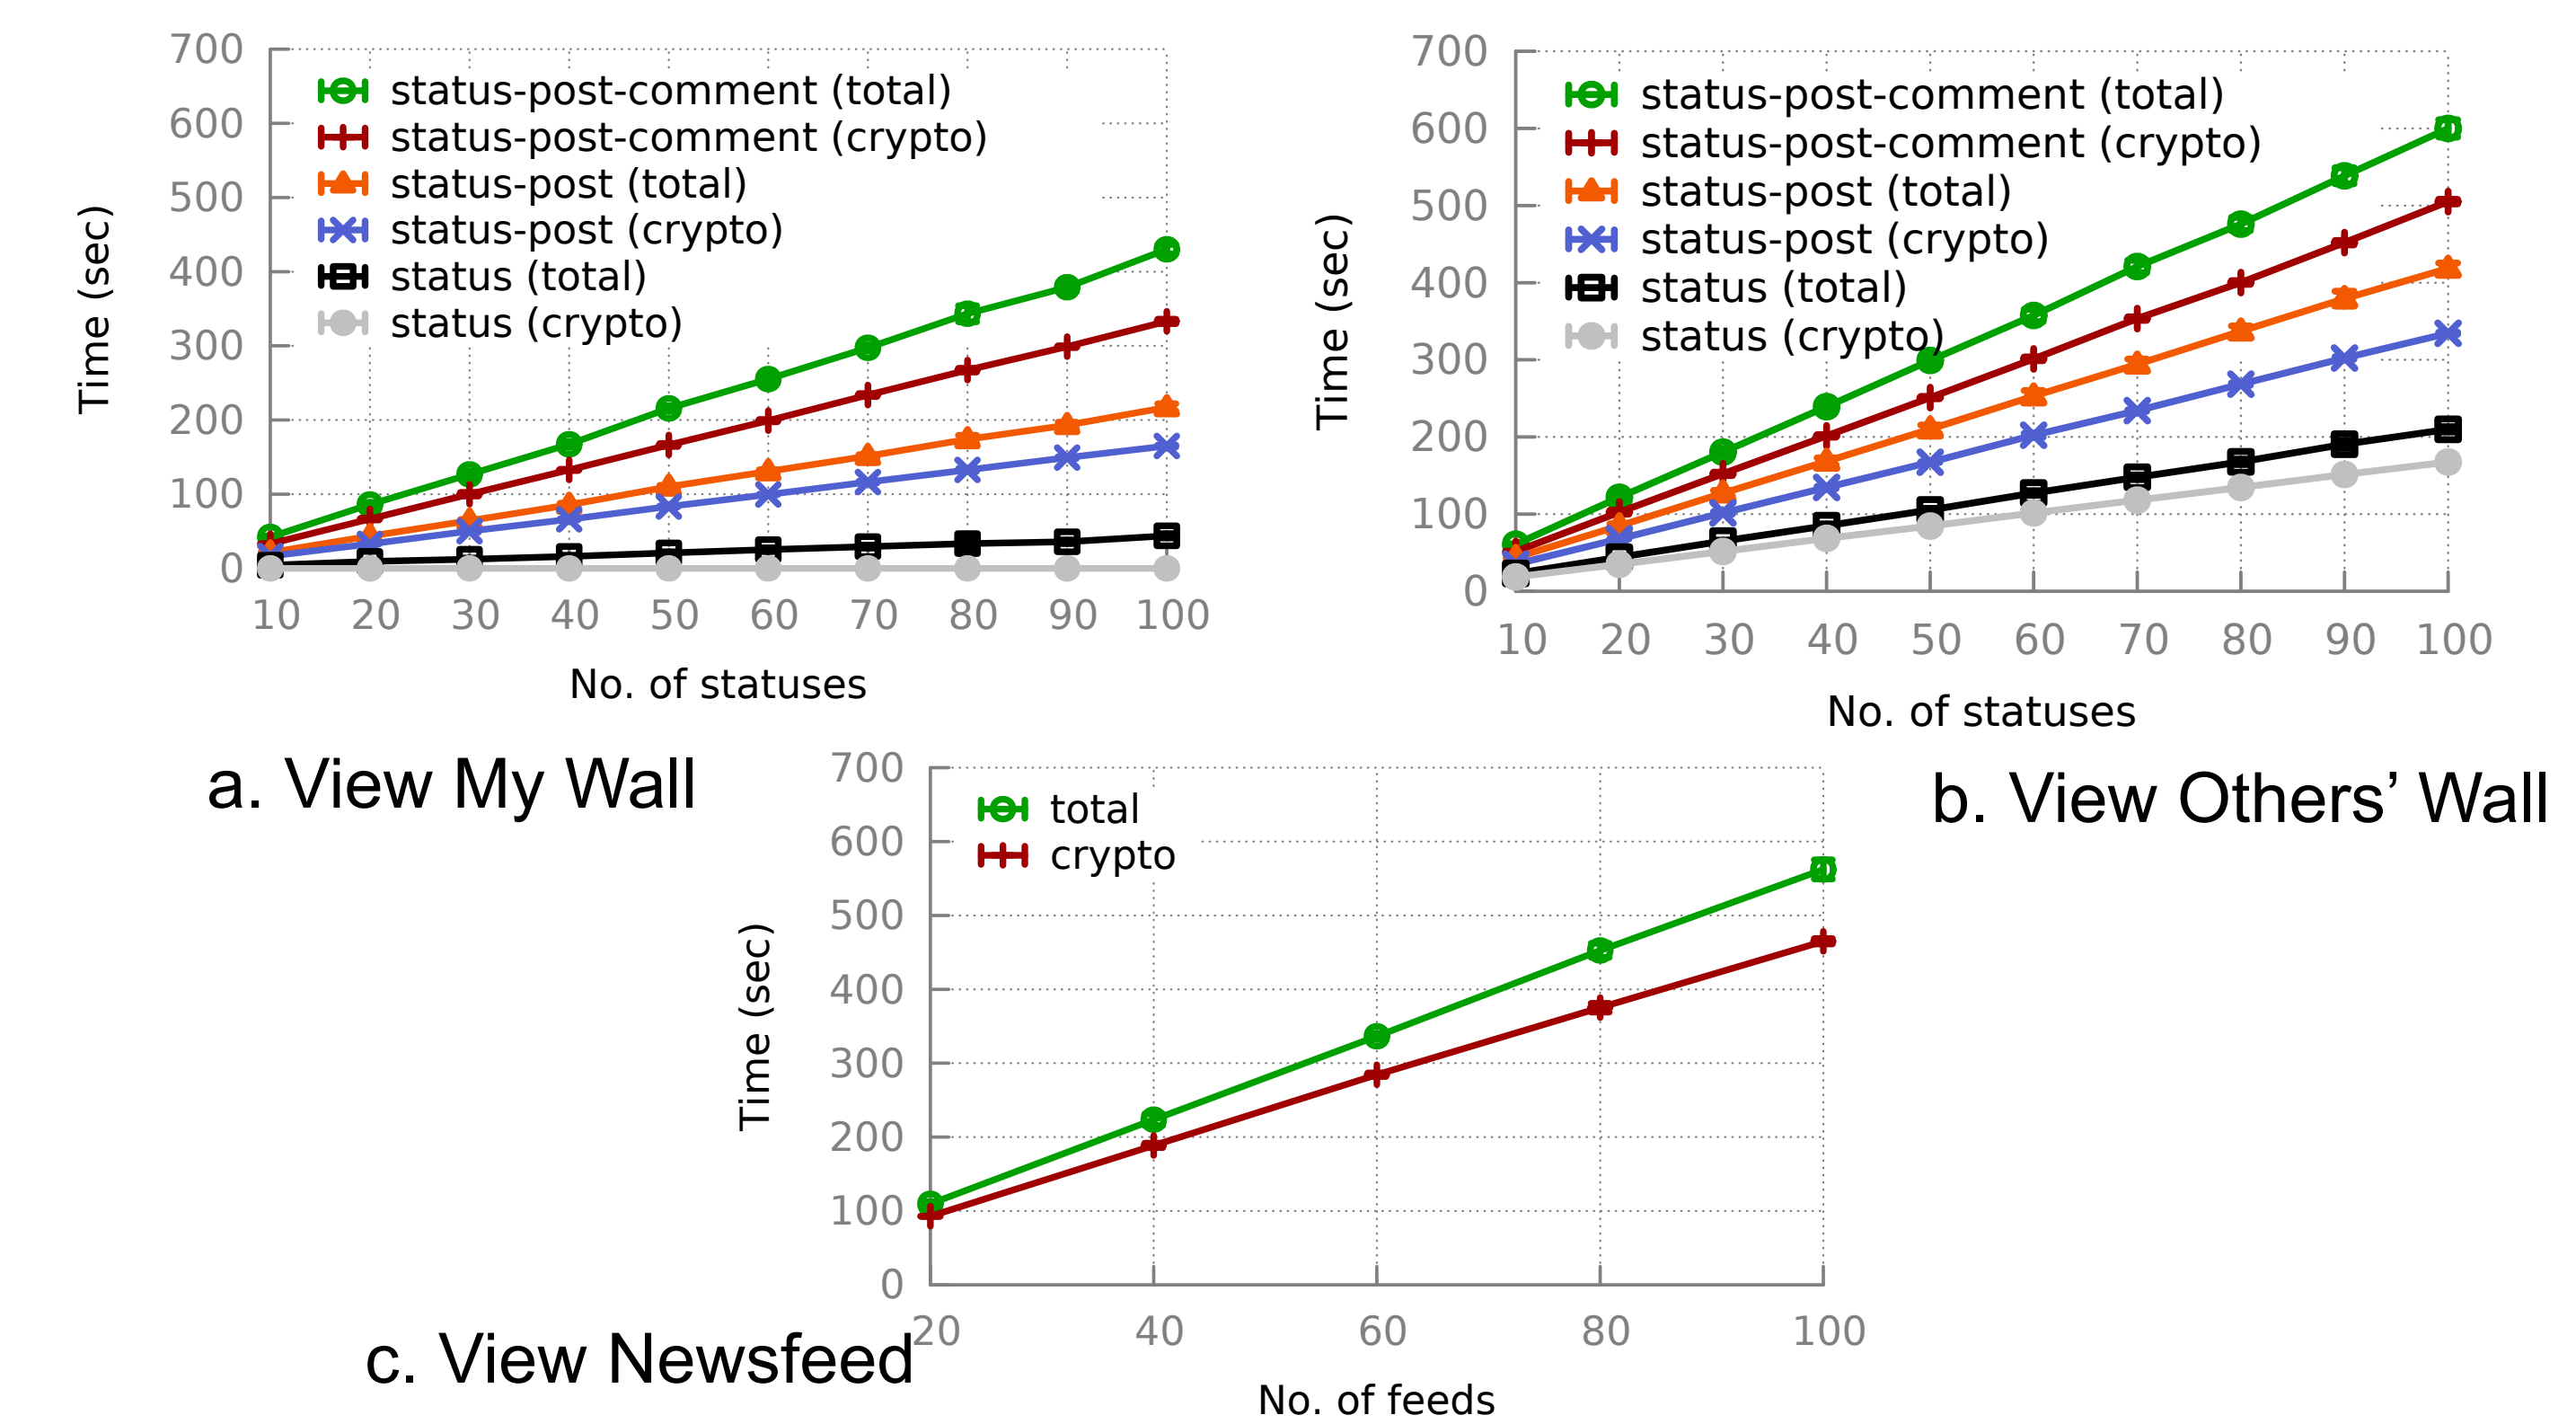 700
600
500
400
300
200
100
0
Time (sec)
status-post-comment (total)
status-post-comment (crypto)
status-post (total)
status-post (crypto)
status (total)
status (crypto)
10 20 30 40 50 60 70 80 90 100
No. of statuses
a. View My Wall
700
600
500
400
300
200
100
0
Time (sec)
status-post-comment (total)
status-post-comment (crypto)
status-post (total)
status-post (crypto)
status (total)
status (crypto)
10 20 30 40 50 60 70 80 90 100
No. of statuses
b. View Others’ Wall
700
600
500
400
300
200
100
0
Time (sec)
total
crypto
20 40 60 80 100
No. of feeds
c. View Newsfeed